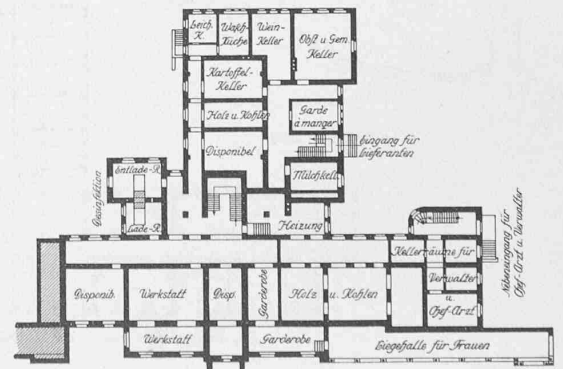 Leich.
K.
Wasch-
Küche
Wein-
Keller
Obst u Gem.
Keller
Kartoffel-
Keller
Holz u. Kohlen
Garde
à manger
Disponibel
Eingang für
Lieferanten
Milchkell.
Entlade-R.
Desinfektion
Lade-R.
Heizung
Nebeneingang für
Chef-Arzt u. Verwalter
Kellerräume für
Verwalter
u.
Chef-Arzt
Disponib.
Werkstatt
Disp.
Garderobe
Holz u. Kohlen
Werkstatt
Garderobe
Liegehalle für Frauen